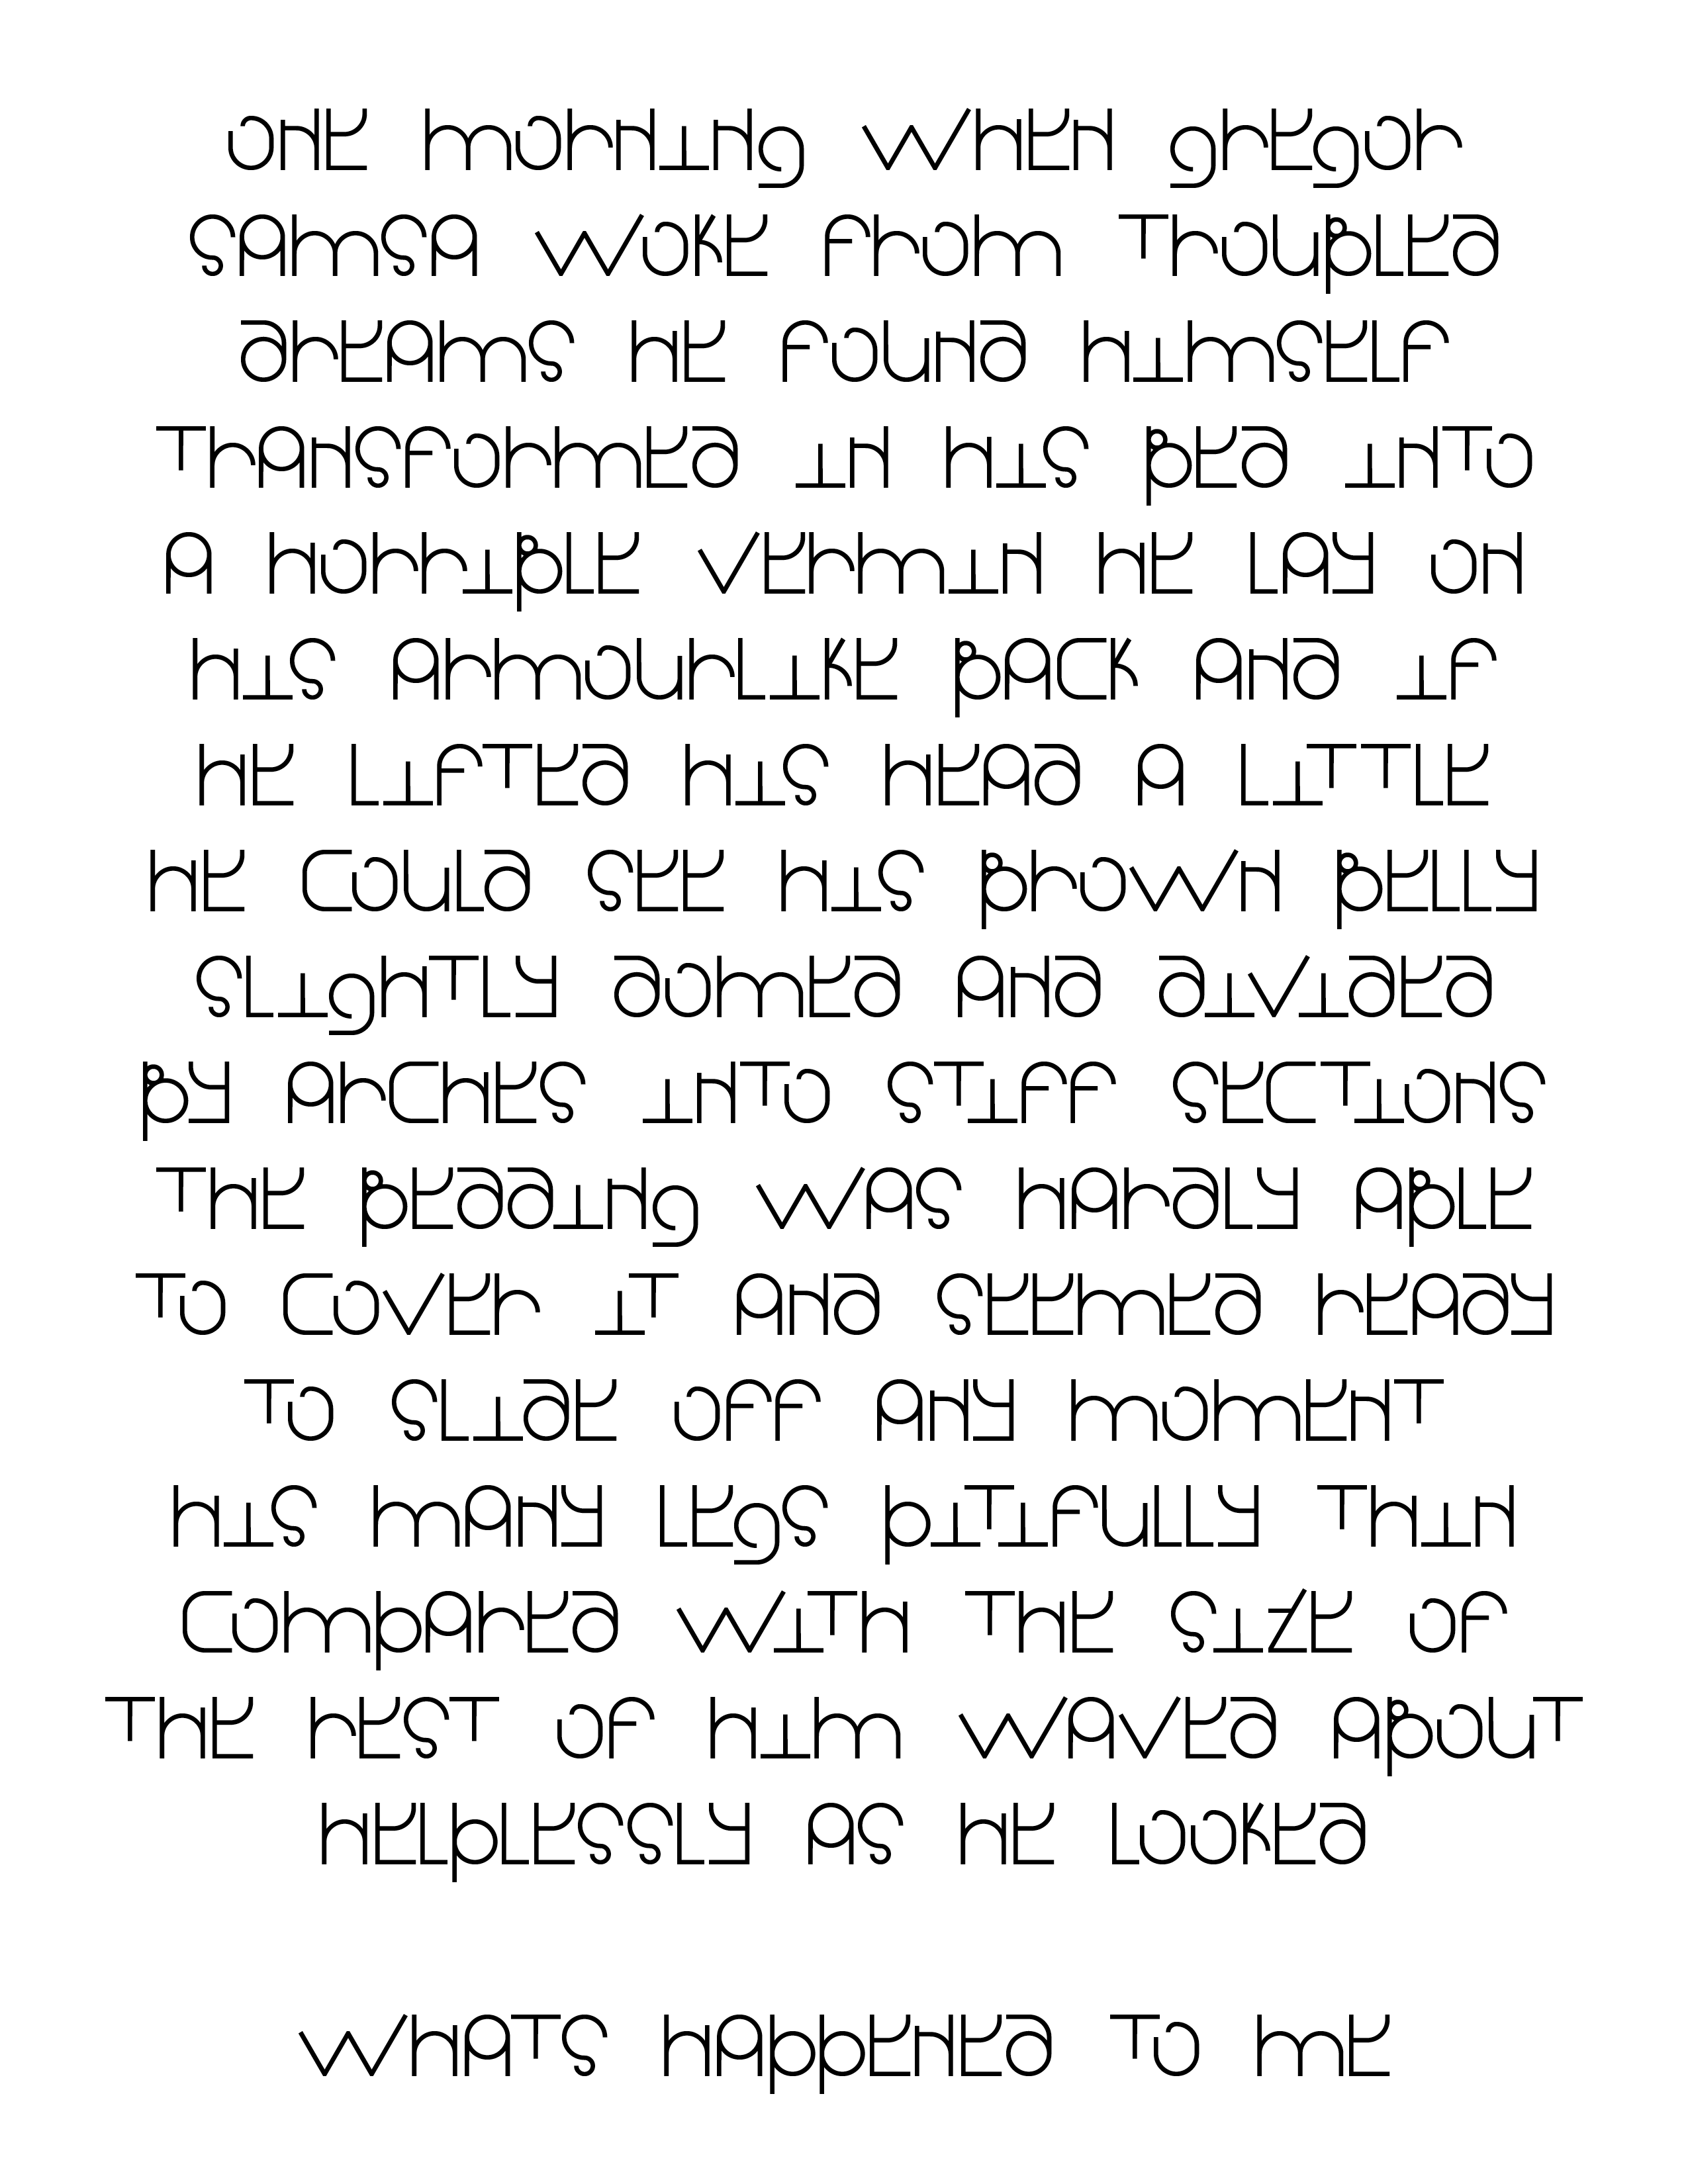 one morning when gregor
samsa woke from troubled
dreams he found himself
transformed in his bed into
a horrible vermin he lay on
his armourlike back and if
he lifted his head a little
he could see his brown belly
slightly domed and divided
by arches into stiff sections
the bedding was hardly able
to cover it and seemed ready
to slide off any moment
his many legs pitifully thin
compared with the size of
the rest of him waved about
helplessly as he looked
whats happened to me